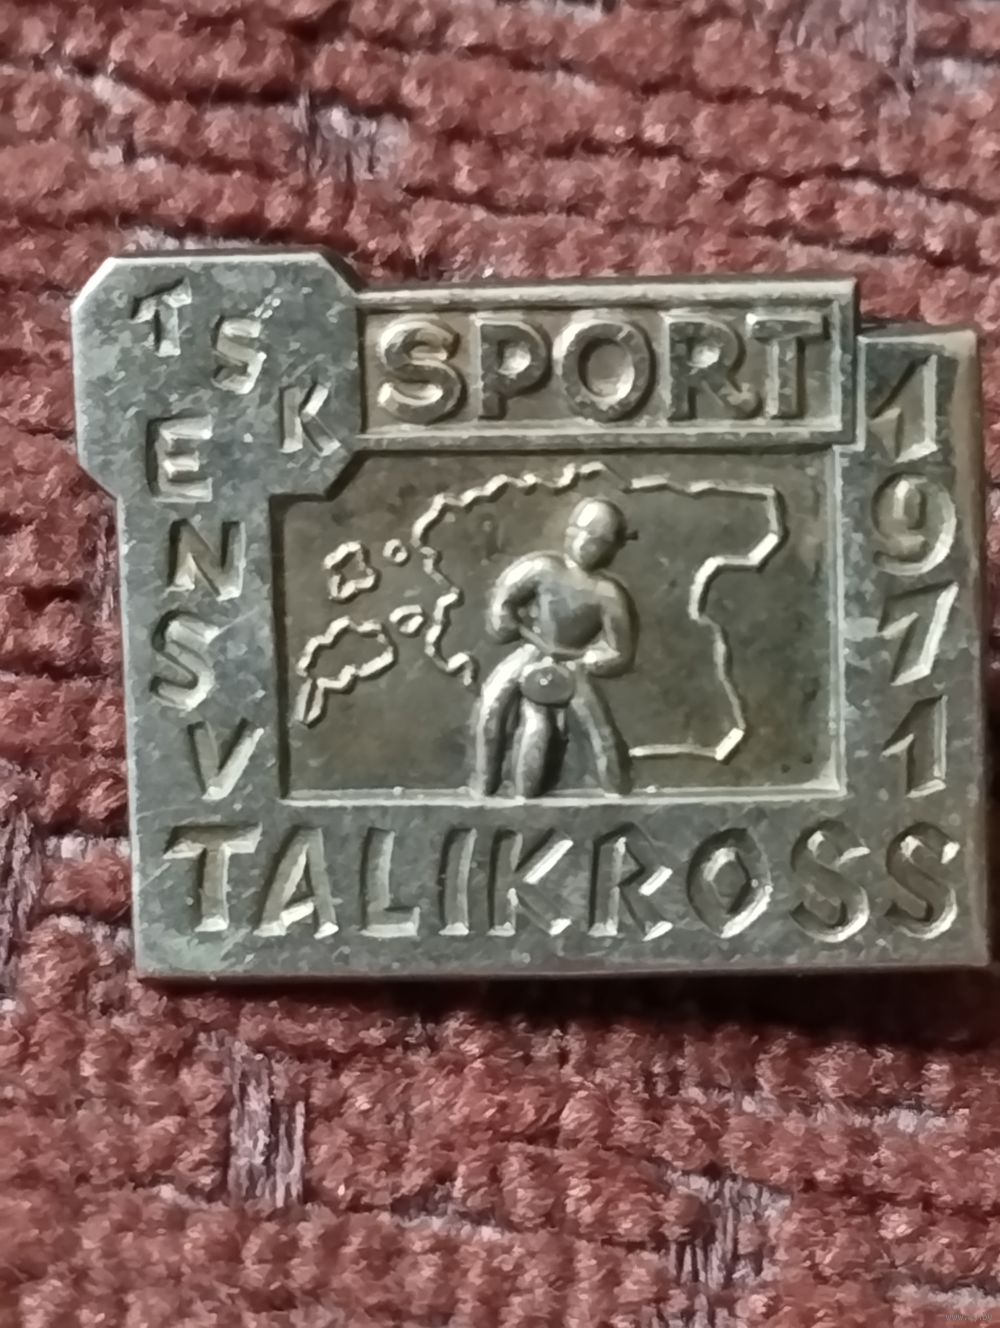 TSK
SPORT
1971
ENSV
TALIKROSS